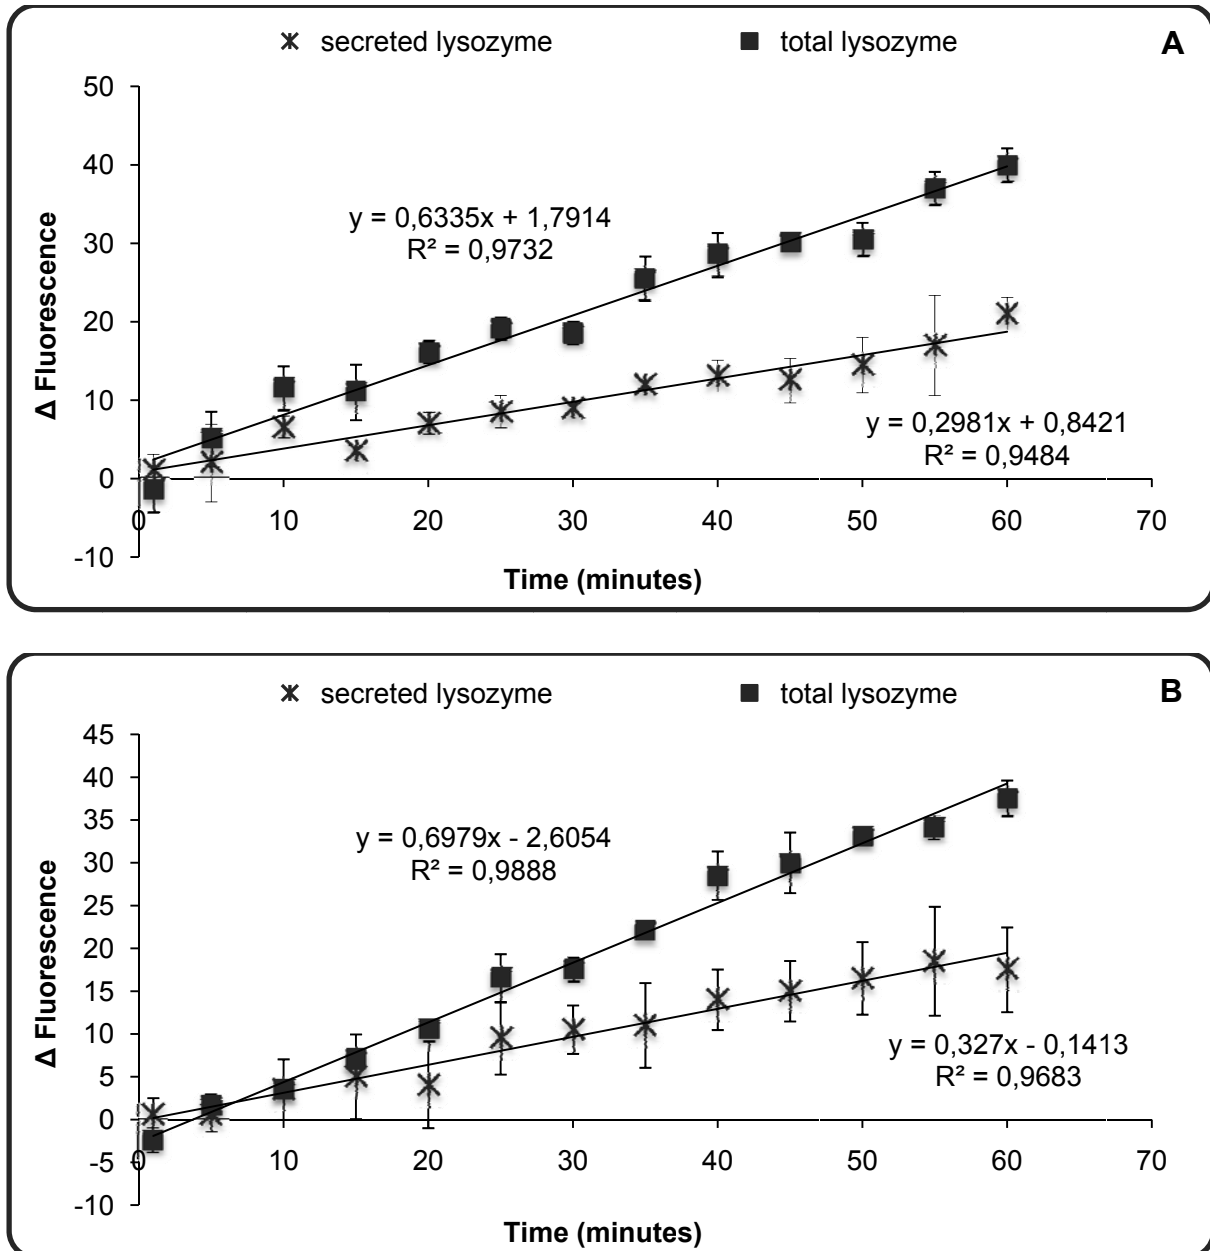 secreted lysozyme
total lysozyme
A
50
40
30
20
10
0
-10
Δ Fluorescence
y = 0,6335x + 1,7914
R² = 0,9732
y = 0,2981x + 0,8421
R² = 0,9484
0 10 20 30 40 50 60 70
Time (minutes)
secreted lysozyme
total lysozyme
B
45
40
35
30
25
20
15
10
5
0
-5
-10
Δ Fluorescence
y = 0,6979x - 2,6054
R² = 0,9888
y = 0,327x - 0,1413
R² = 0,9683
0 10 20 30 40 50 60 70
Time (minutes)